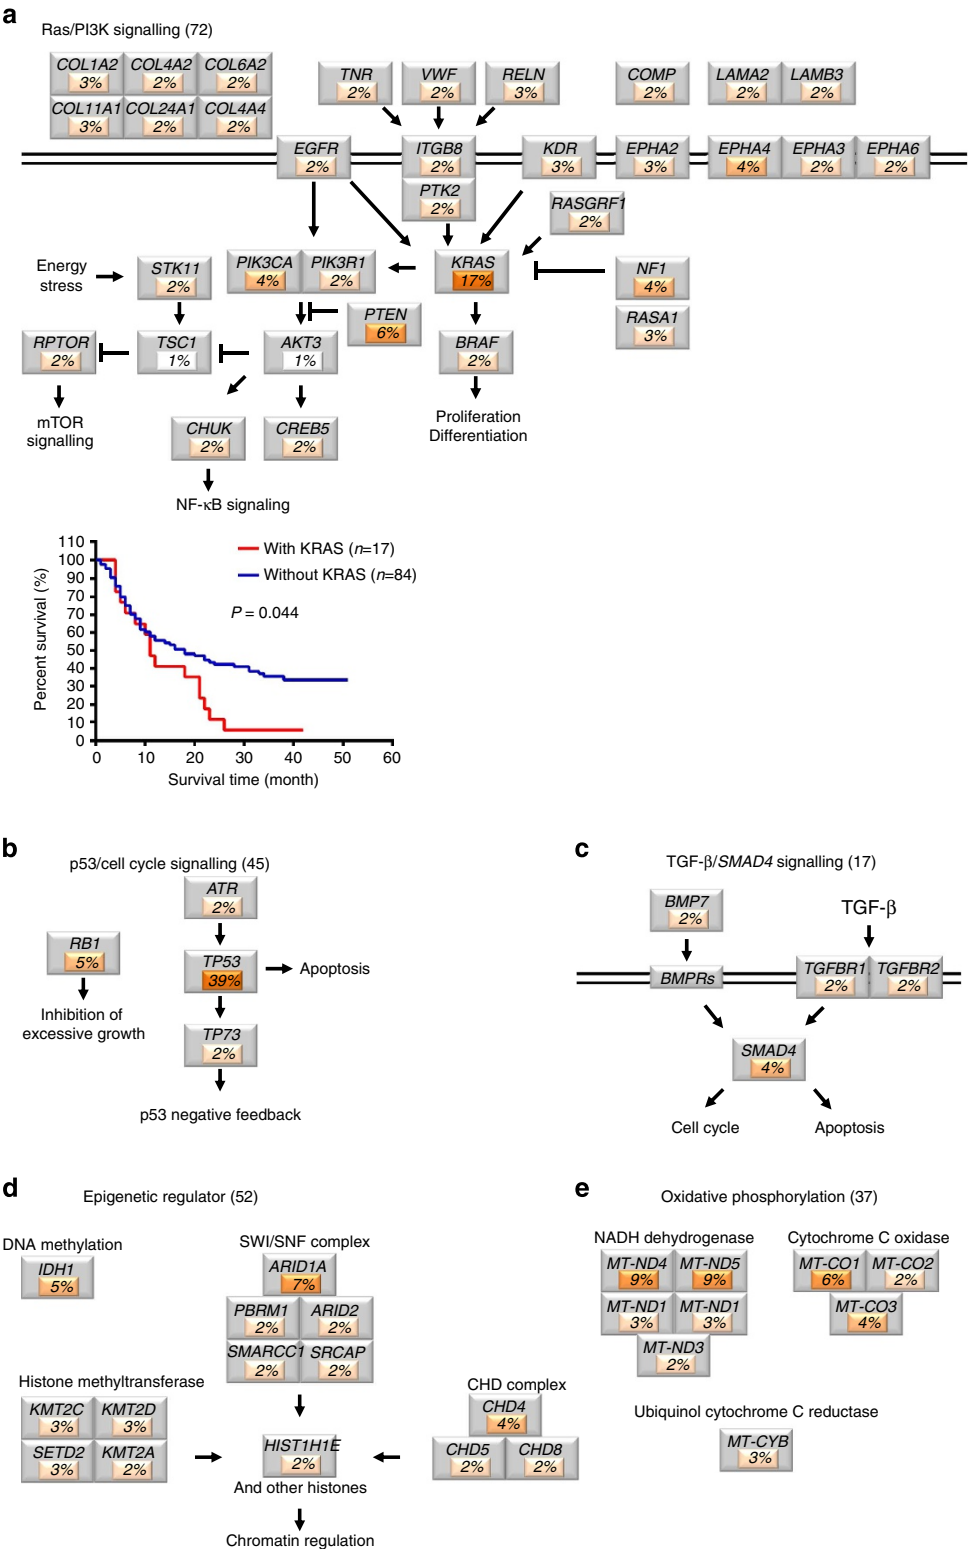 a
Ras/PI3K signalling (72)
COL1A2 COL4A2 COL6A2
3% 2% 2%
COL11A1 COL24A1 COL4A4
3% 2% 2%
TNR VWF RELN
2% 2% 3%
COMP LAMA2 LAMB3
2% 2% 2%
EGFR ITGB8 KDR EPHA2 EPHA4 EPHA3 EPHA6
2% 2% 3% 3% 4% 2% 2%
PTK2
2%
RASGRF1
2%
Energy
stress
STK11
2%
PIK3CA PIK3R1
4% 2%
KRAS
17%
NF1
4%
RASA1
3%
PTEN
6%
RPTOR TSC1 AKT3 BRAF
2% 1% 1% 2%
mTOR
signalling
CHUK CREB5
2% 2%
Proliferation
Differentiation
NF-κB signaling
110
100
90
80
70
60
50
40
30
20
10
0
Percent survival (%)
With KRAS (n=17)
Without KRAS (n=84)
P = 0.044
0 10 20 30 40 50 60
Survival time (month)
b
p53/cell cycle signalling (45)
ATR
2%
RB1
5%
TP53
39%
Apoptosis
Inhibition of
excessive growth
TP73
2%
p53 negative feedback
c
TGF-β/SMAD4 signalling (17)
BMP7
2%
TGF-β
BMPRs
TGFBR1 TGFBR2
2% 2%
SMAD4
4%
Cell cycle Apoptosis
d
Epigenetic regulator (52)
DNA methylation
IDH1
5%
SWI/SNF complex
ARID1A
7%
PBRM1 ARID2
2% 2%
SMARCC1 SRCAP
2% 2%
Histone methyltransferase
KMT2C KMT2D
3% 3%
SETD2 KMT2A
3% 2%
CHD complex
CHD4
4%
CHD5 CHD8
2% 2%
HIST1H1E
2%
And other histones
Chromatin regulation
e
Oxidative phosphorylation (37)
NADH dehydrogenase
MT-ND4 MT-ND5
9% 9%
MT-ND1 MT-ND1
3% 3%
MT-ND3
2%
Cytochrome C oxidase
MT-CO1 MT-CO2
6% 2%
MT-CO3
4%
Ubiquinol cytochrome C reductase
MT-CYB
3%